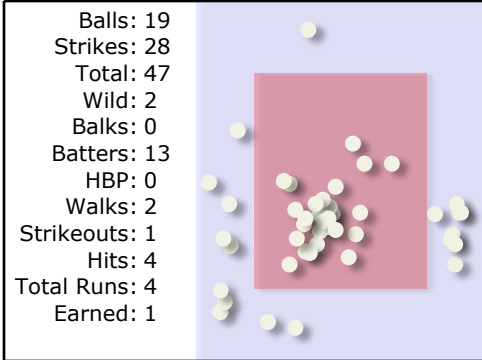 Balls: 19
Strikes: 28
Total: 47
Wild: 2
Balks: 0
Batters: 13
HBP: 0
Walks: 2
Strikeouts: 1
Hits: 4
Total Runs: 4
Earned: 1